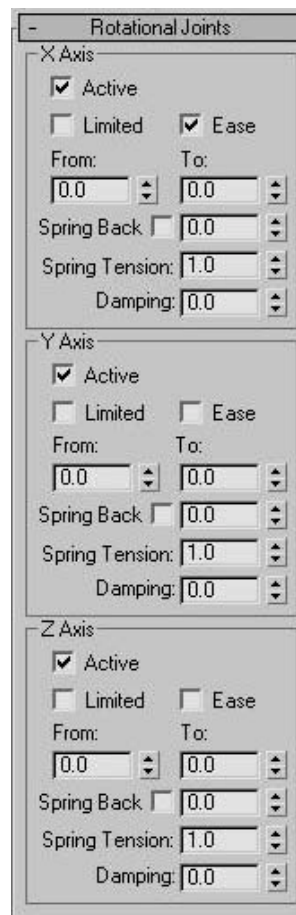 - Rotational Joints
X Axis
Active
Limited Ease
From: To:
0.0 0.0
Spring Back 0.0
Spring Tension: 1.0
Damping: 0.0
Y Axis
Active
Limited Ease
From: To:
0.0 0.0
Spring Back 0.0
Spring Tension: 1.0
Damping: 0.0
Z Axis
Active
Limited Ease
From: To:
0.0 0.0
Spring Back 0.0
Spring Tension: 1.0
Damping: 0.0